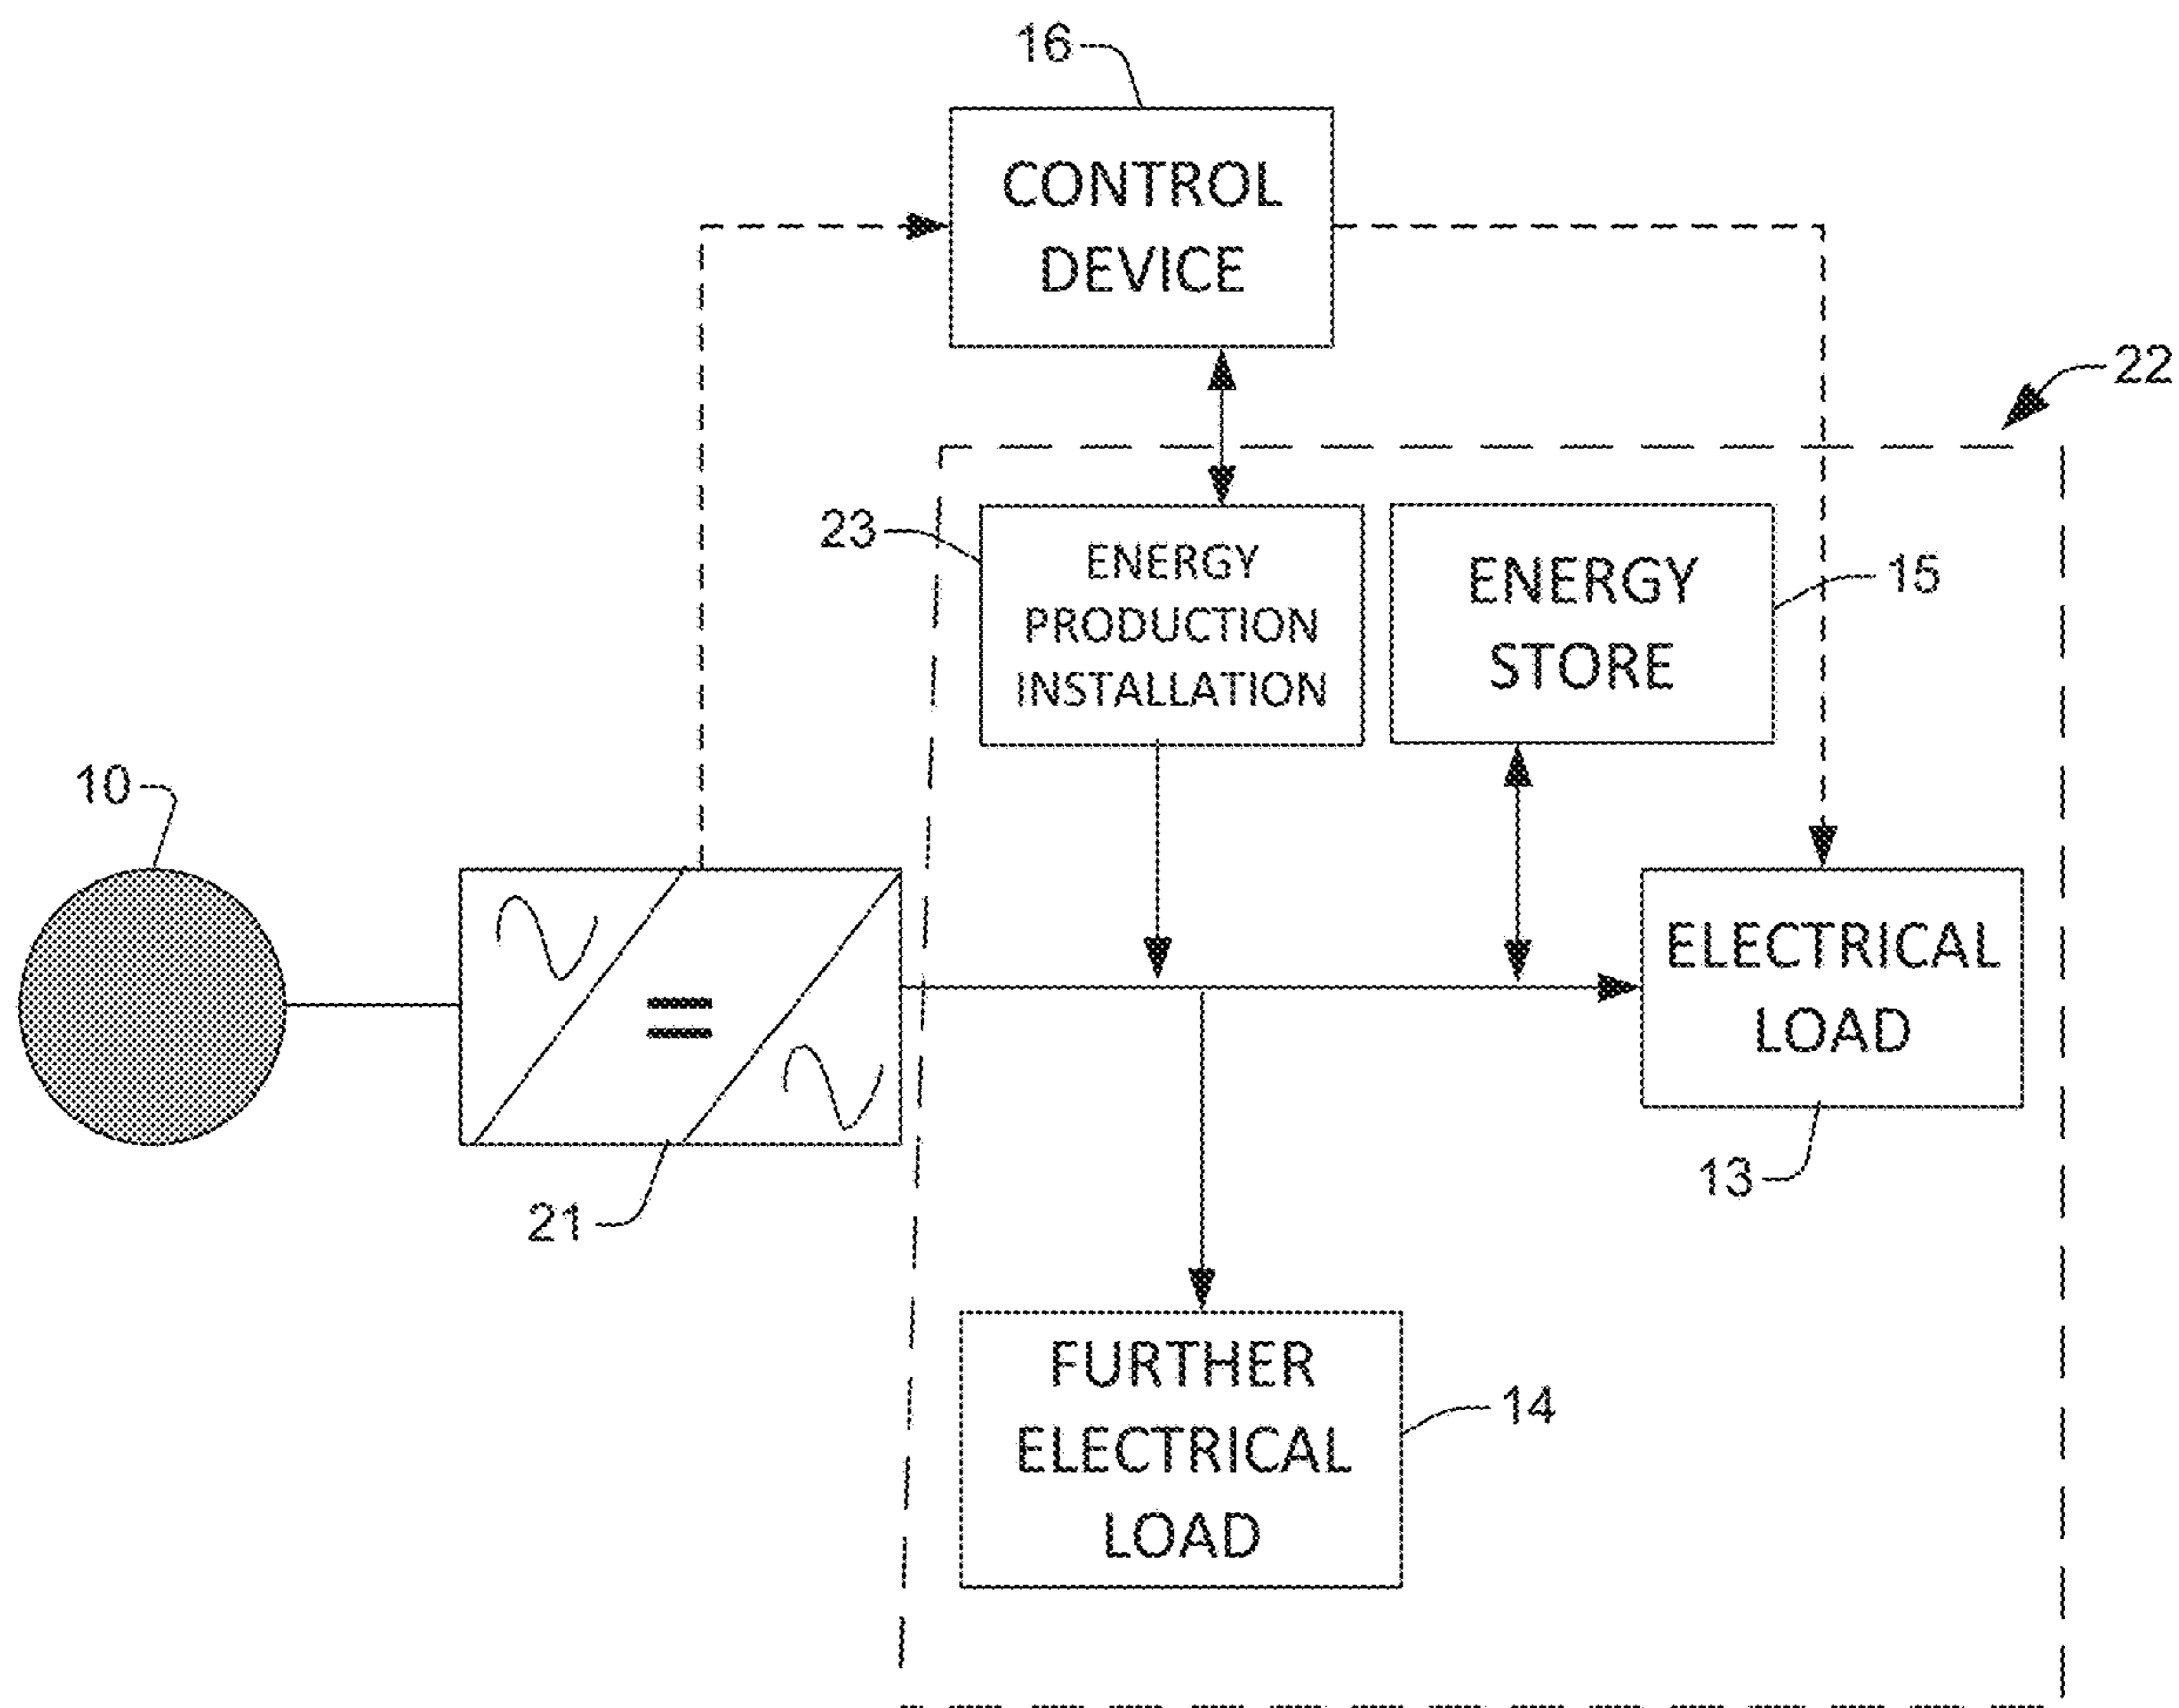 16
CONTROL
DEVICE
22
23
ENERGY
PRODUCTION
INSTALLATION
ENERGY
STORE
15
10
=
ELECTRICAL
LOAD
13
21
FURTHER
ELECTRICAL
LOAD
14